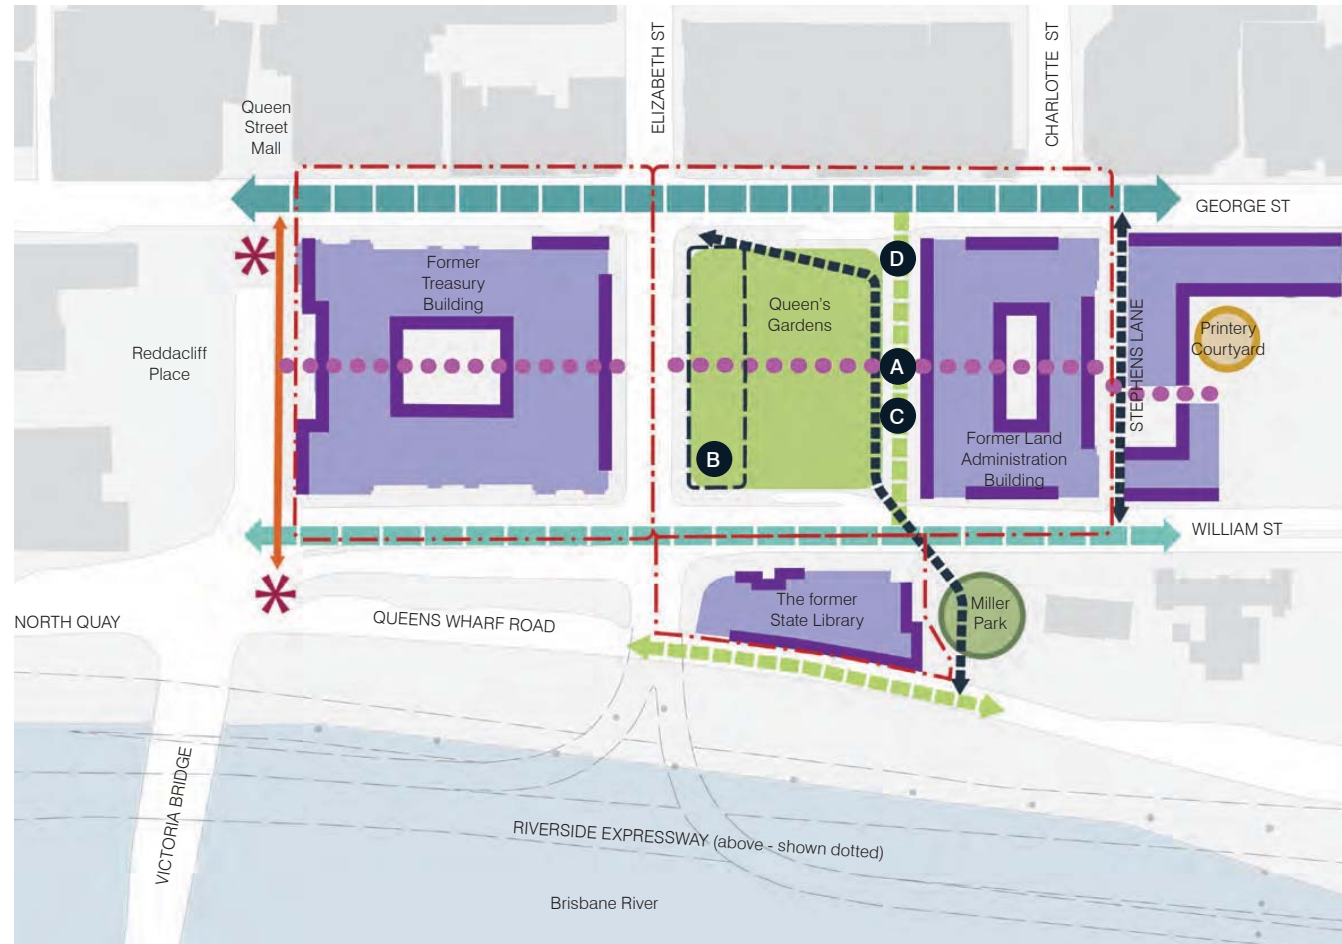 ELIZABETH ST
CHARLOTTE ST
Queen
Street
Mall
GEORGE ST
Former
Treasury
Building
D
Queen's
Gardens
STEPHENS LANE
Printery
Courtyard
Reddacliff
Place
A
C
B
Former Land
Administration
Building
WILLIAM ST
NORTH QUAY
QUEENS WHARF ROAD
The former
State Library
Miller
Park
VICTORIA BRIDGE
RIVERSIDE EXPRESSWAY (above - shown dotted)
Brisbane River